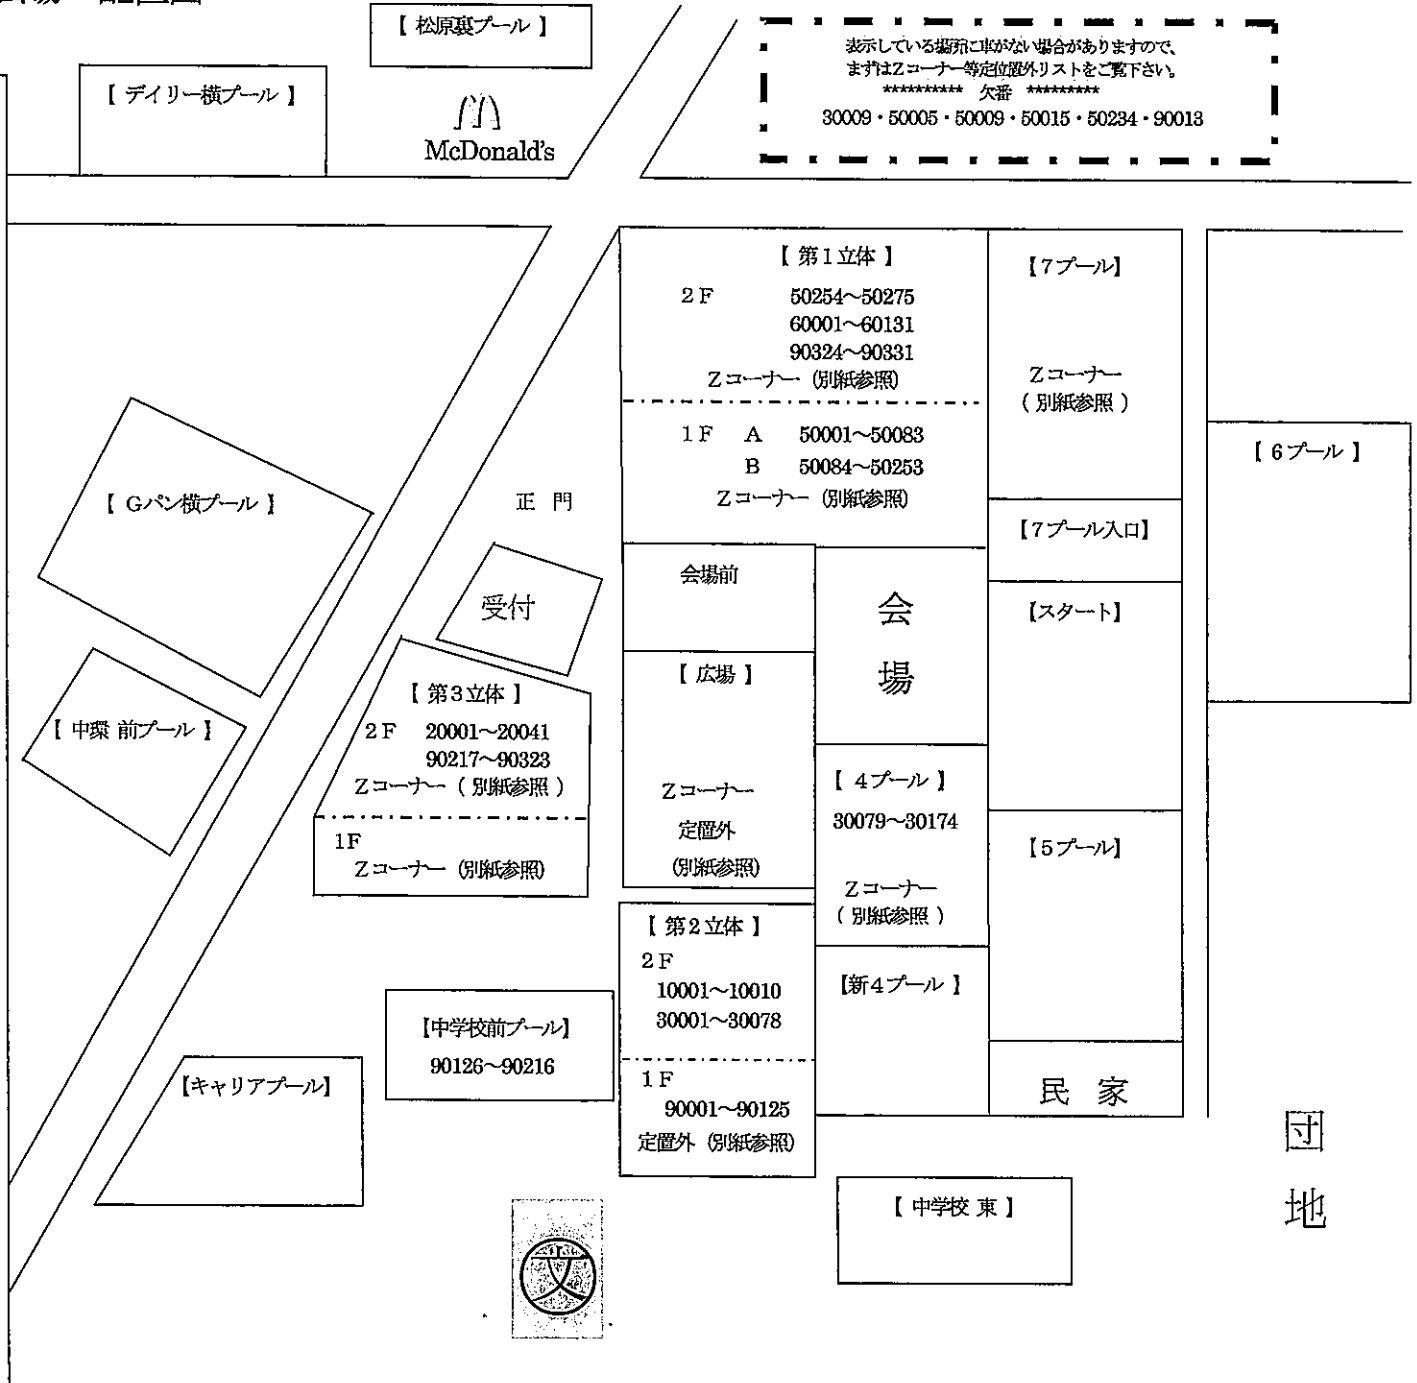 【 松原裏プール 】
【 デイリー横プール 】
McDonald's
表示している場所に車がない場合がありますので、
まずはZコーナー等定位置外リストをご覧下さい。
********** 欠番 *********
30009・50005・50009・50015・50234・90013
【 第1立体 】
2F 50254~50275
60001~60131
90324~90331
Zコーナー (別紙参照)
1F A 50001~50083
B 50084~50253
Zコーナー (別紙参照)
【7プール】
Zコーナー
( 別紙参照 )
【7プール入口】
【スタート】
【5プール】
民 家
【 6プール 】
【 Gパン横プール 】
正 門
受付
会場前
会
場
【 広場 】
Zコーナー
定置外
(別紙参照)
【 中環 前プール 】
【 第3立体 】
2F 20001~20041
90217~90323
Zコーナー ( 別紙参照 )
1F
Zコーナー (別紙参照)
【 4プール 】
30079~30174
Zコーナー
( 別紙参照 )
【新4プール 】
【 第2立体 】
2F
10001~10010
30001~30078
1F
90001~90125
定置外 (別紙参照)
【中学校前プール】
90126~90216
【キャリアプール】
【 中学校 東 】
団
地
文